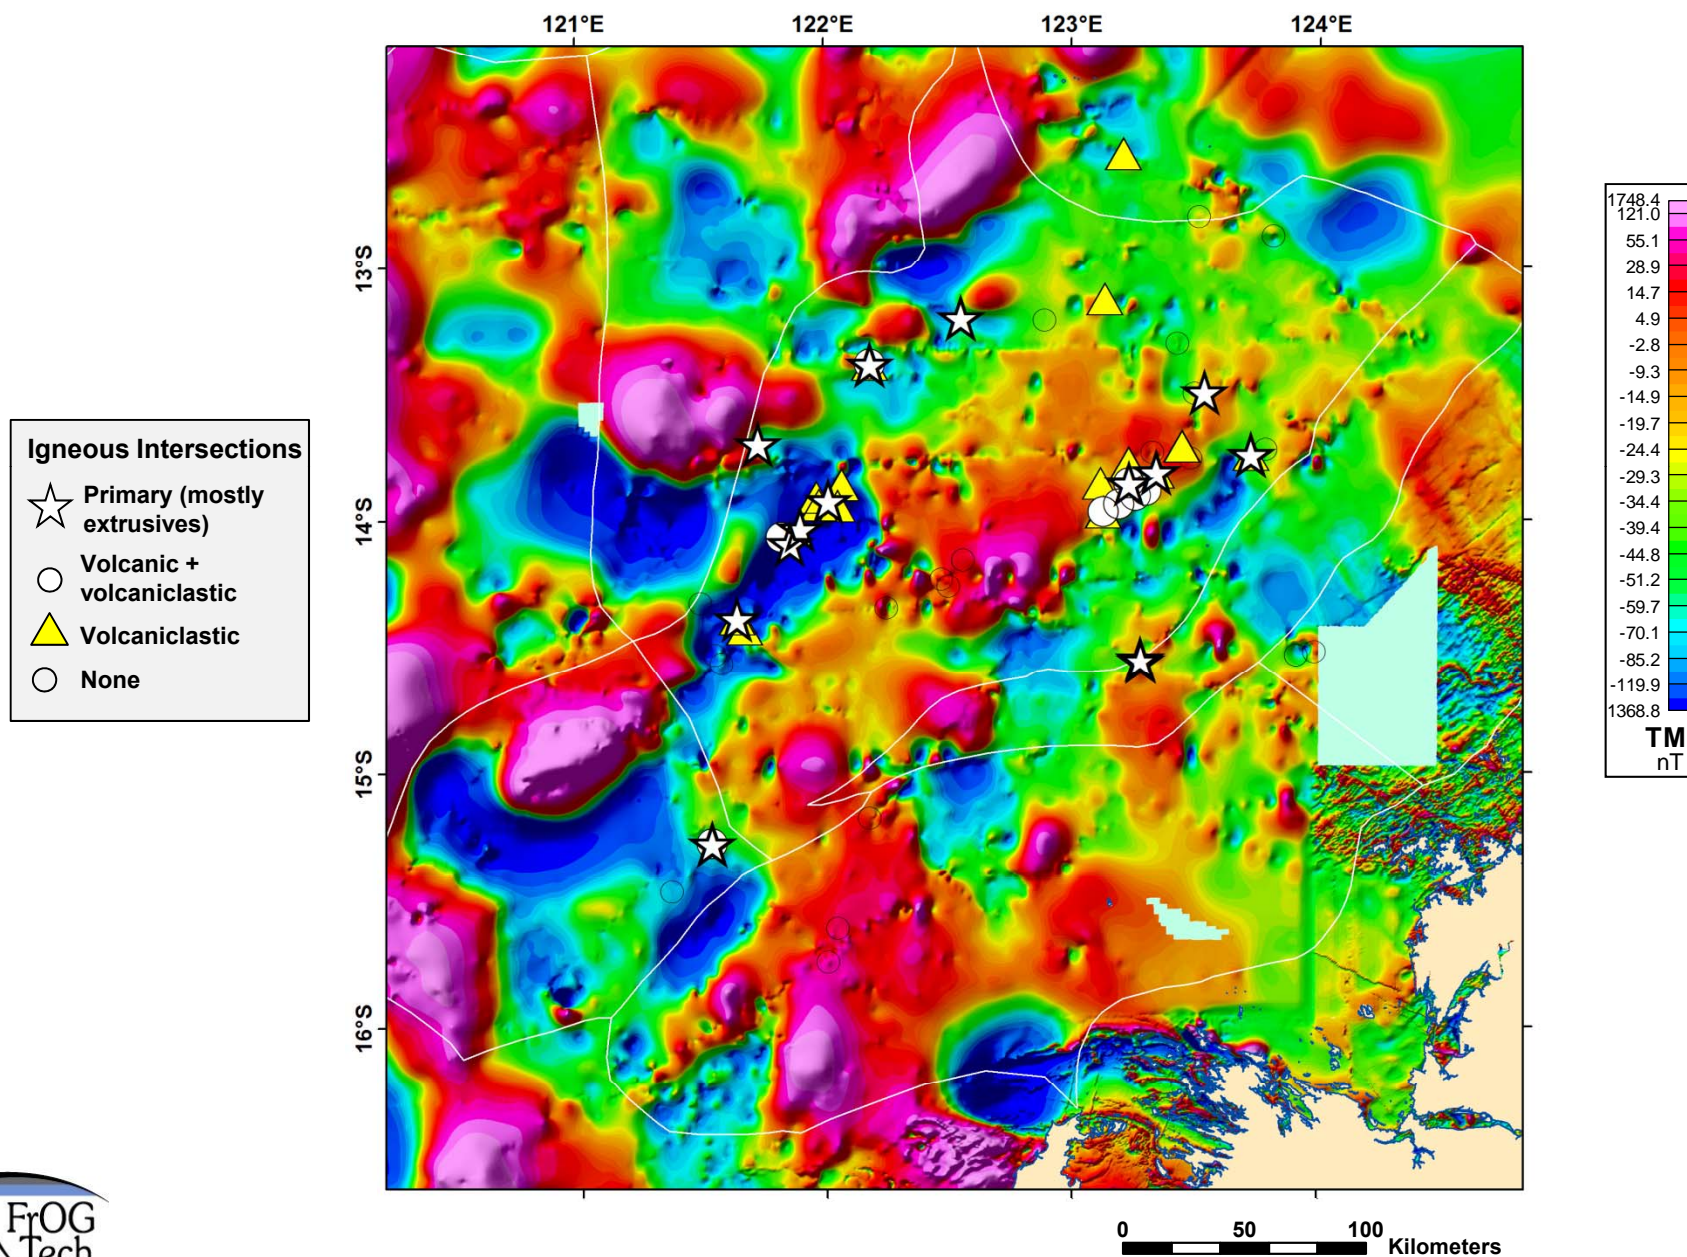 121°E 122°E 123°E 124°E
13°S
14°S
15°S
16°S
Igneous Intersections
Primary (mostly
extrusives)
Volcanic +
volcaniclastic
Volcaniclastic
None
1748.4
121.0
55.1
28.9
14.7
4.9
-2.8
-9.3
-14.9
-19.7
-24.4
-29.3
-34.4
-39.4
-44.8
-51.2
-59.7
-70.1
-85.2
-119.9
1368.8
TM
nT
FrOG
Tech
0 50 100
Kilometers